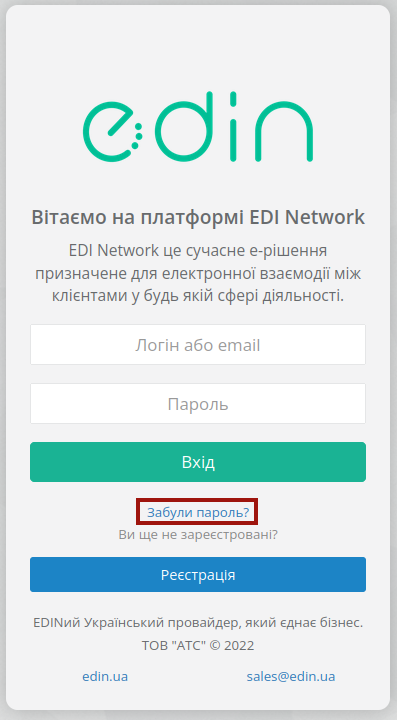 edin
Вітаємо на платформі EDI Network
EDI Network це сучасне е-рішення
призначене для електронної взаємодії між
клієнтами у будь якій сфері діяльності.
Логін або email
Пароль
Вхід
Забули пароль?
Ви ще не зареєстровані?
Реєстрація
EDINий Український провайдер, який єднає бізнес.
ТОВ "АТС" © 2022
edin.ua
sales@edin.ua